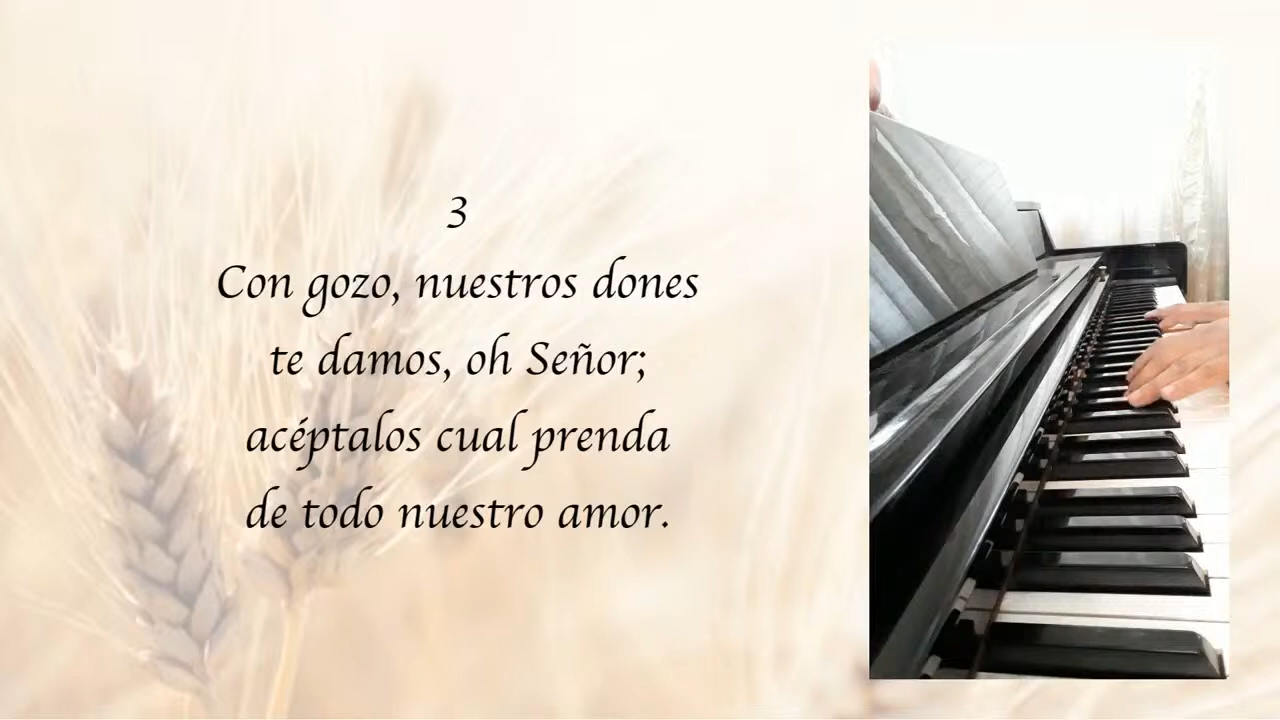 3
Con gozo, nuestros dones
te damos, oh Señor;
acéptalos cual prenda
de todo nuestro amor.